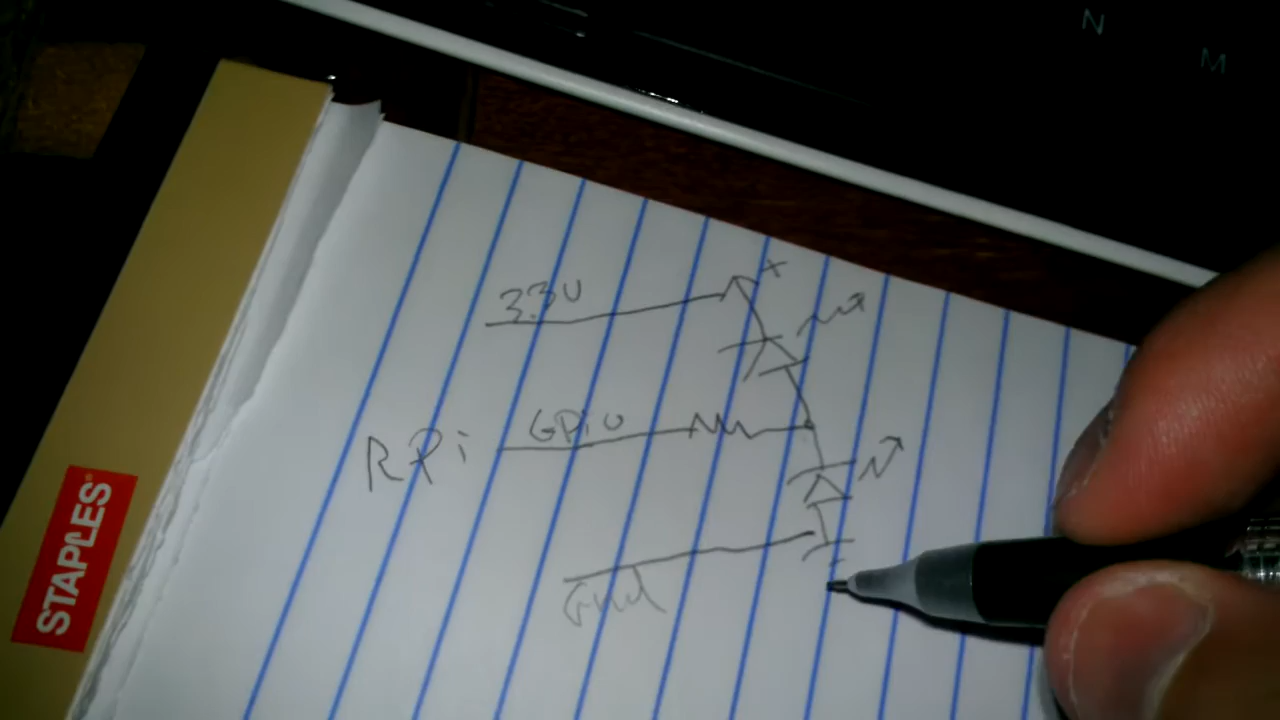 N
M
3.3V
+
GPio
RPi
Gnd
STAPLES